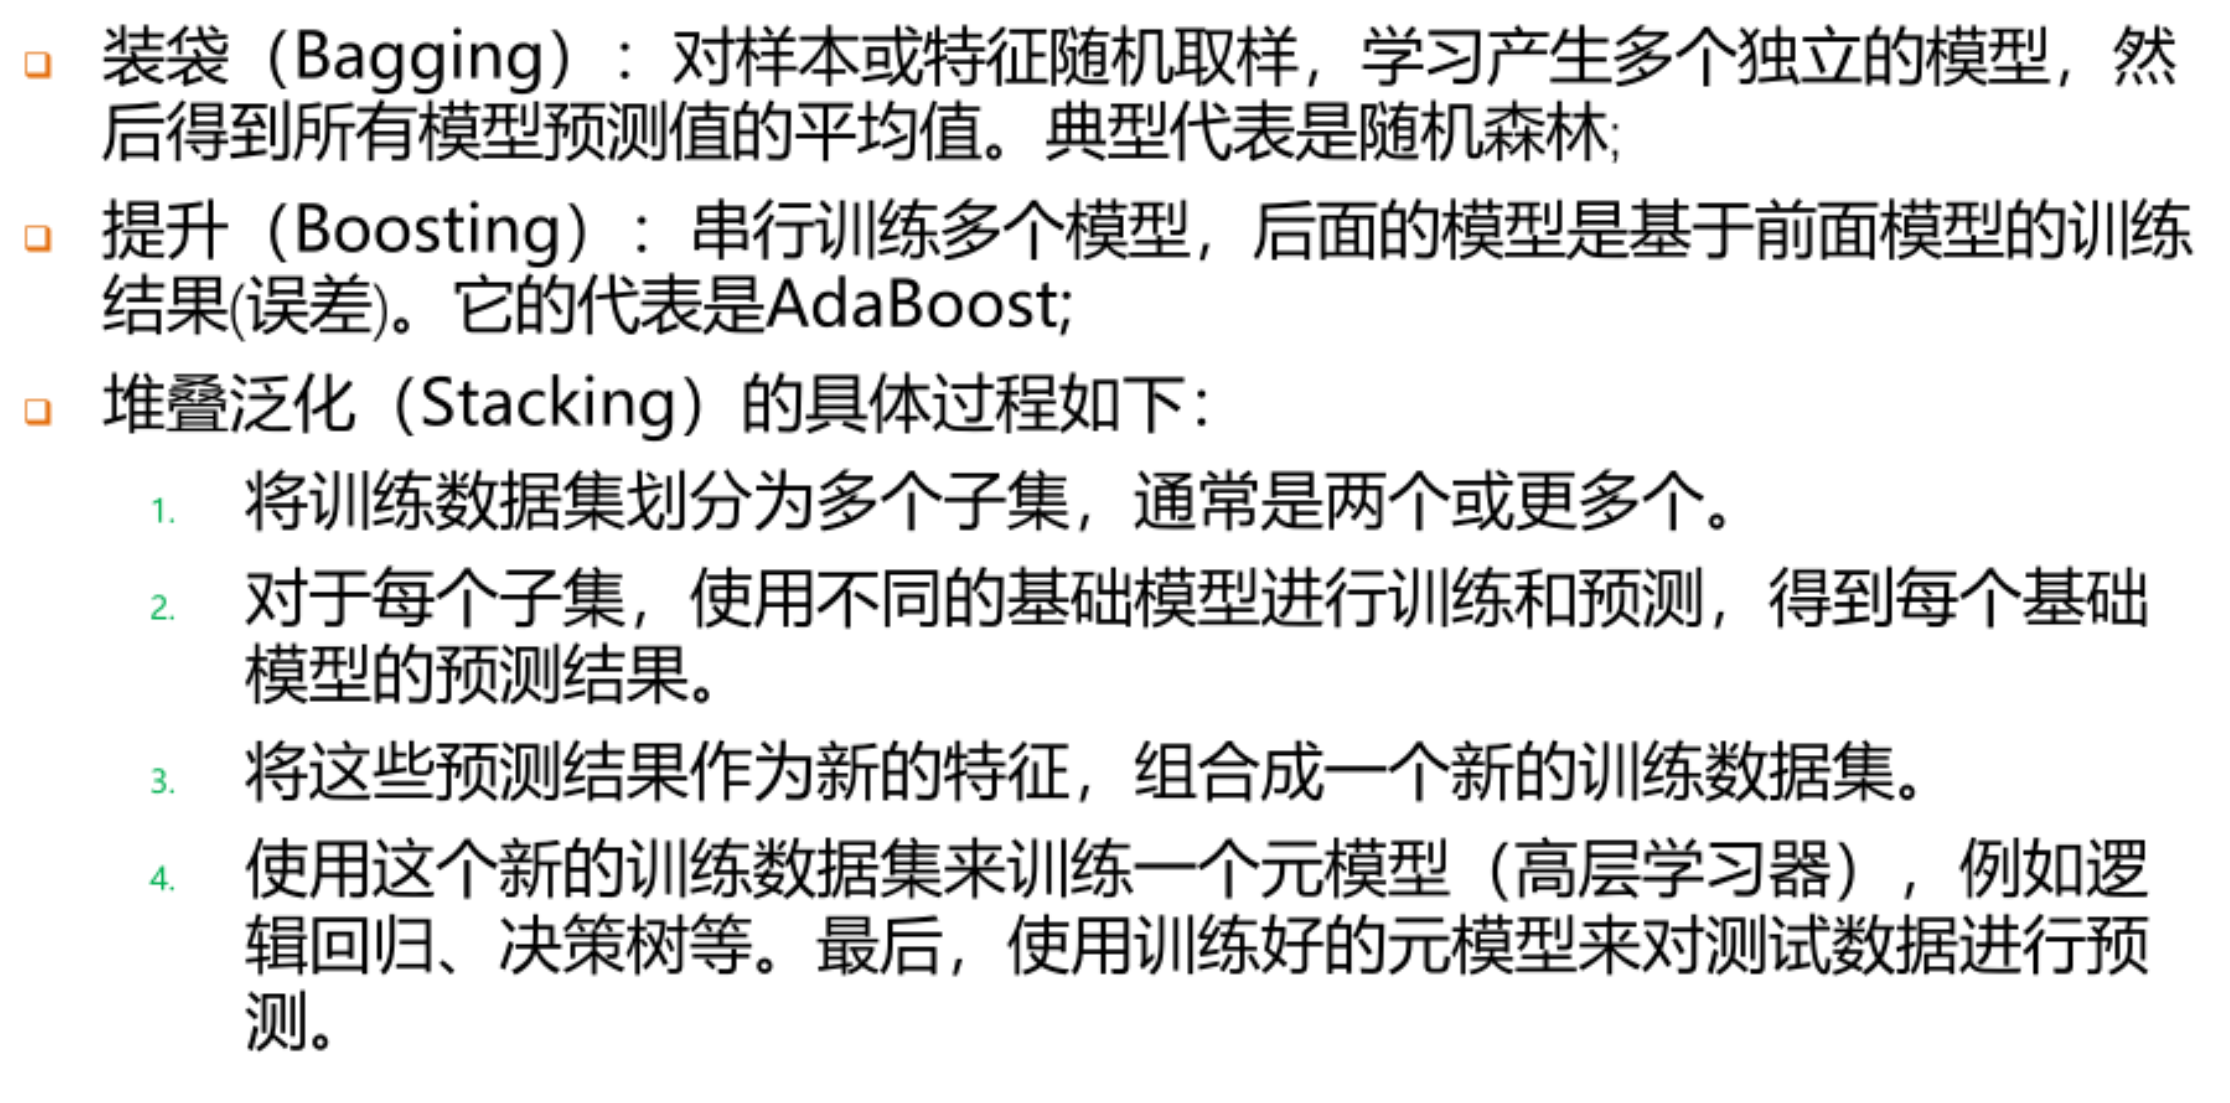 装袋（Bagging）：对样本或特征随机取样，学习产生多个独立的模型，然
后得到所有模型预测值的平均值。典型代表是随机森林;
提升（Boosting）：串行训练多个模型，后面的模型是基于前面模型的训练
结果(误差)。它的代表是AdaBoost;
堆叠泛化（Stacking）的具体过程如下：
1. 将训练数据集划分为多个子集，通常是两个或更多个。
2. 对于每个子集，使用不同的基础模型进行训练和预测，得到每个基础
模型的预测结果。
3. 将这些预测结果作为新的特征，组合成一个新的训练数据集。
4. 使用这个新的训练数据集来训练一个元模型（高层学习器），例如逻
辑回归、决策树等。最后，使用训练好的元模型来对测试数据进行预
测。